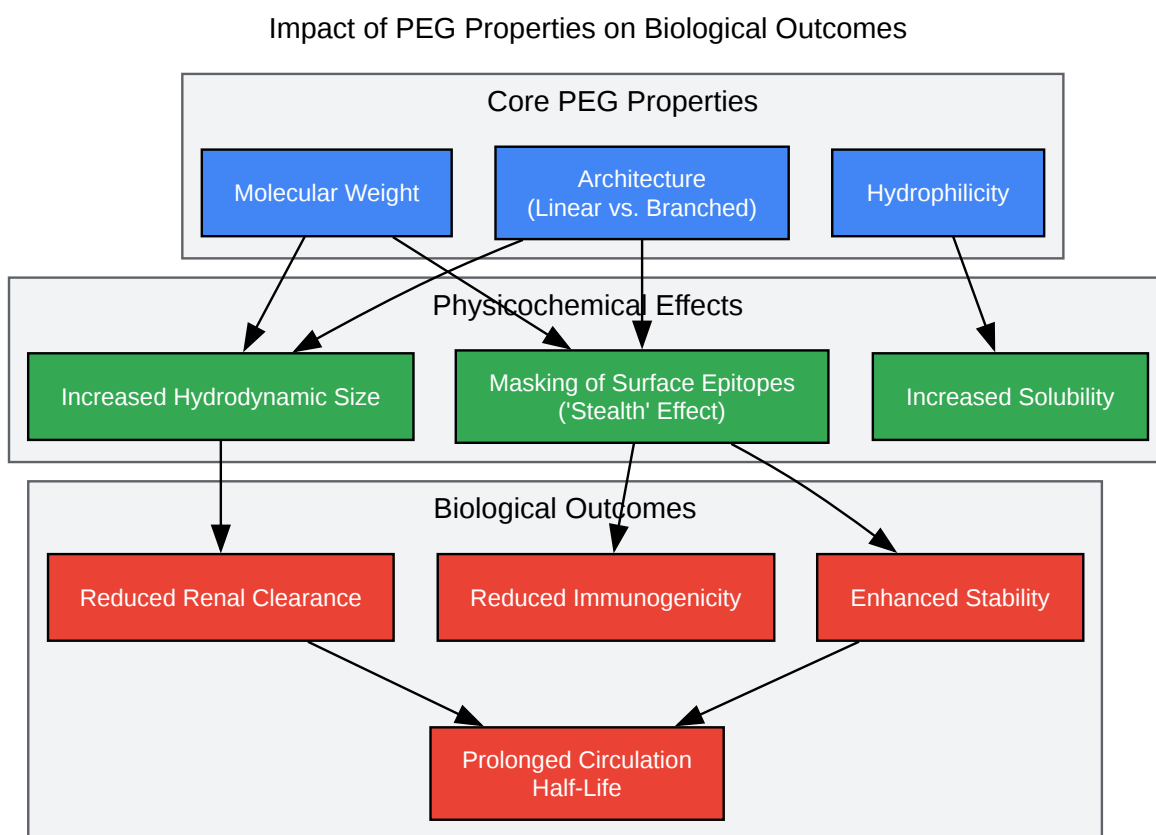 Impact of PEG Properties on Biological Outcomes
Core PEG Properties
Molecular Weight
Architecture
(Linear vs. Branched)
Hydrophilicity
Physicochemical Effects
Increased Hydrodynamic Size
Masking of Surface Epitopes
('Stealth' Effect)
Increased Solubility
Biological Outcomes
Reduced Renal Clearance
Reduced Immunogenicity
Enhanced Stability
Prolonged Circulation
Half-Life